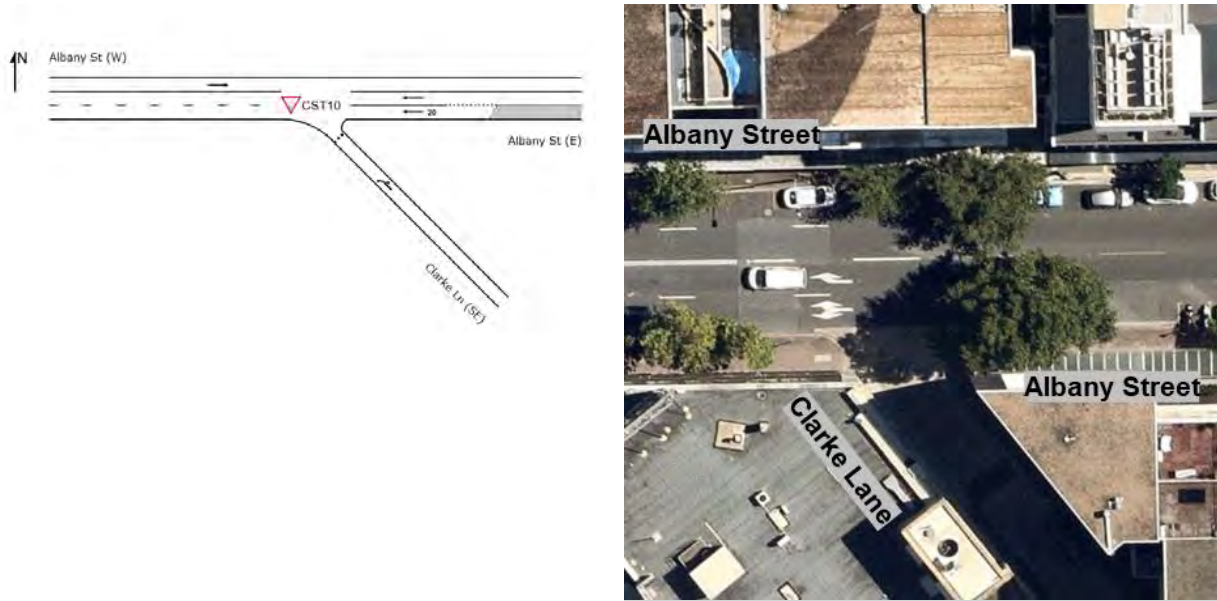 N
Albany St (W)
CST10
20
Albany St (E)
Clarke Ln (SE)
Albany Street
Albany Street
Clarke Lane